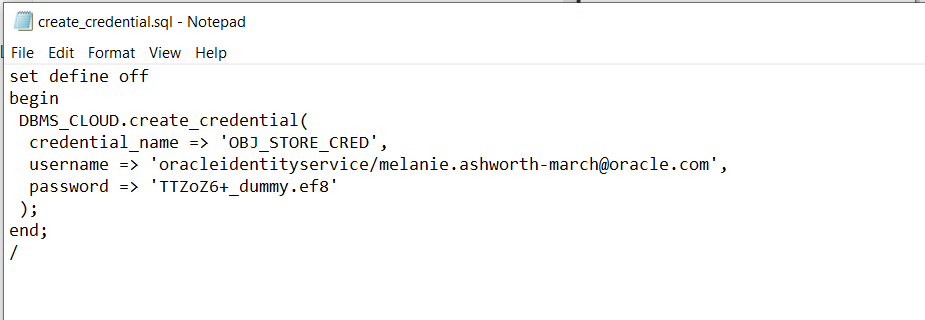 create_credential.sql - Notepad
File Edit Format View Help
set define off
begin
 DBMS_CLOUD.create_credential(
  credential_name => 'OBJ_STORE_CRED',
  username => 'oracleidentityservice/melanie.ashworth-march@oracle.com',
  password => 'TTZoZ6+_dummy.ef8'
 );
end;
/